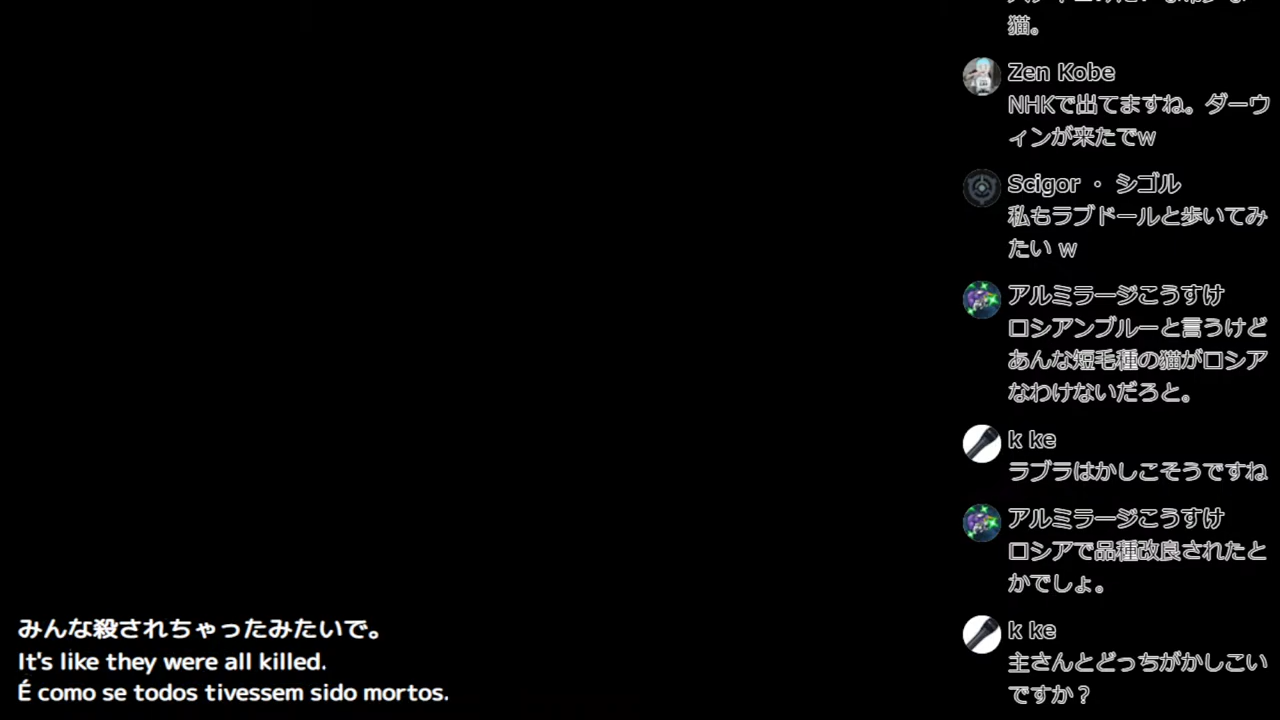 猫。
Zen Kobe
NHKで出てますね。ダーウ
ィンが来たでw
Scigor ・ シゴル
私もラブドールと歩いてみ
たい w
アルミラージこうすけ
ロシアンブルーと言うけど
あんな短毛種の猫がロシア
なわけないだろと。
k ke
ラブラはかしこそうですね
アルミラージこうすけ
ロシアで品種改良されたと
かでしょ。
k ke
主さんとどっちがかしこい
ですか？
みんな殺されちゃったみたいで。
It's like they were all killed.
É como se todos tivessem sido mortos.